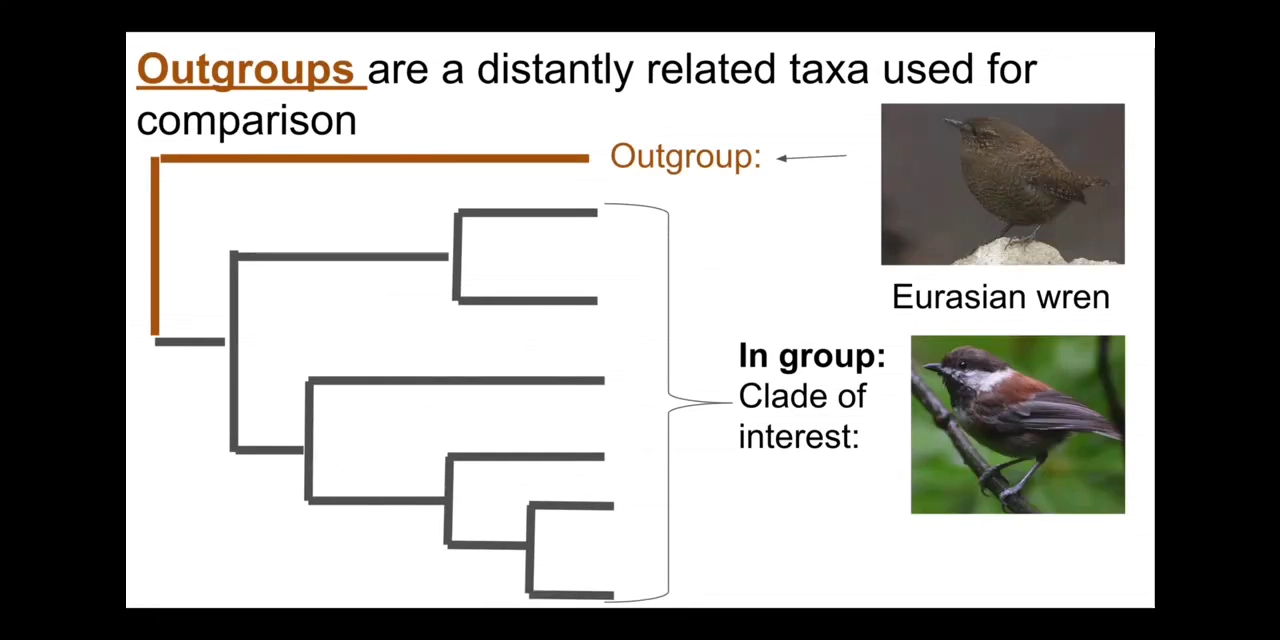 Outgroups are a distantly related taxa used for
comparison
Outgroup:
Eurasian wren
In group:
Clade of
interest: